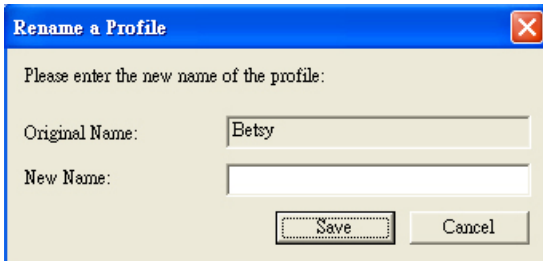 Rename a Profile
Please enter the new name of the profile:
Original Name: Betsy
New Name:
Save Cancel